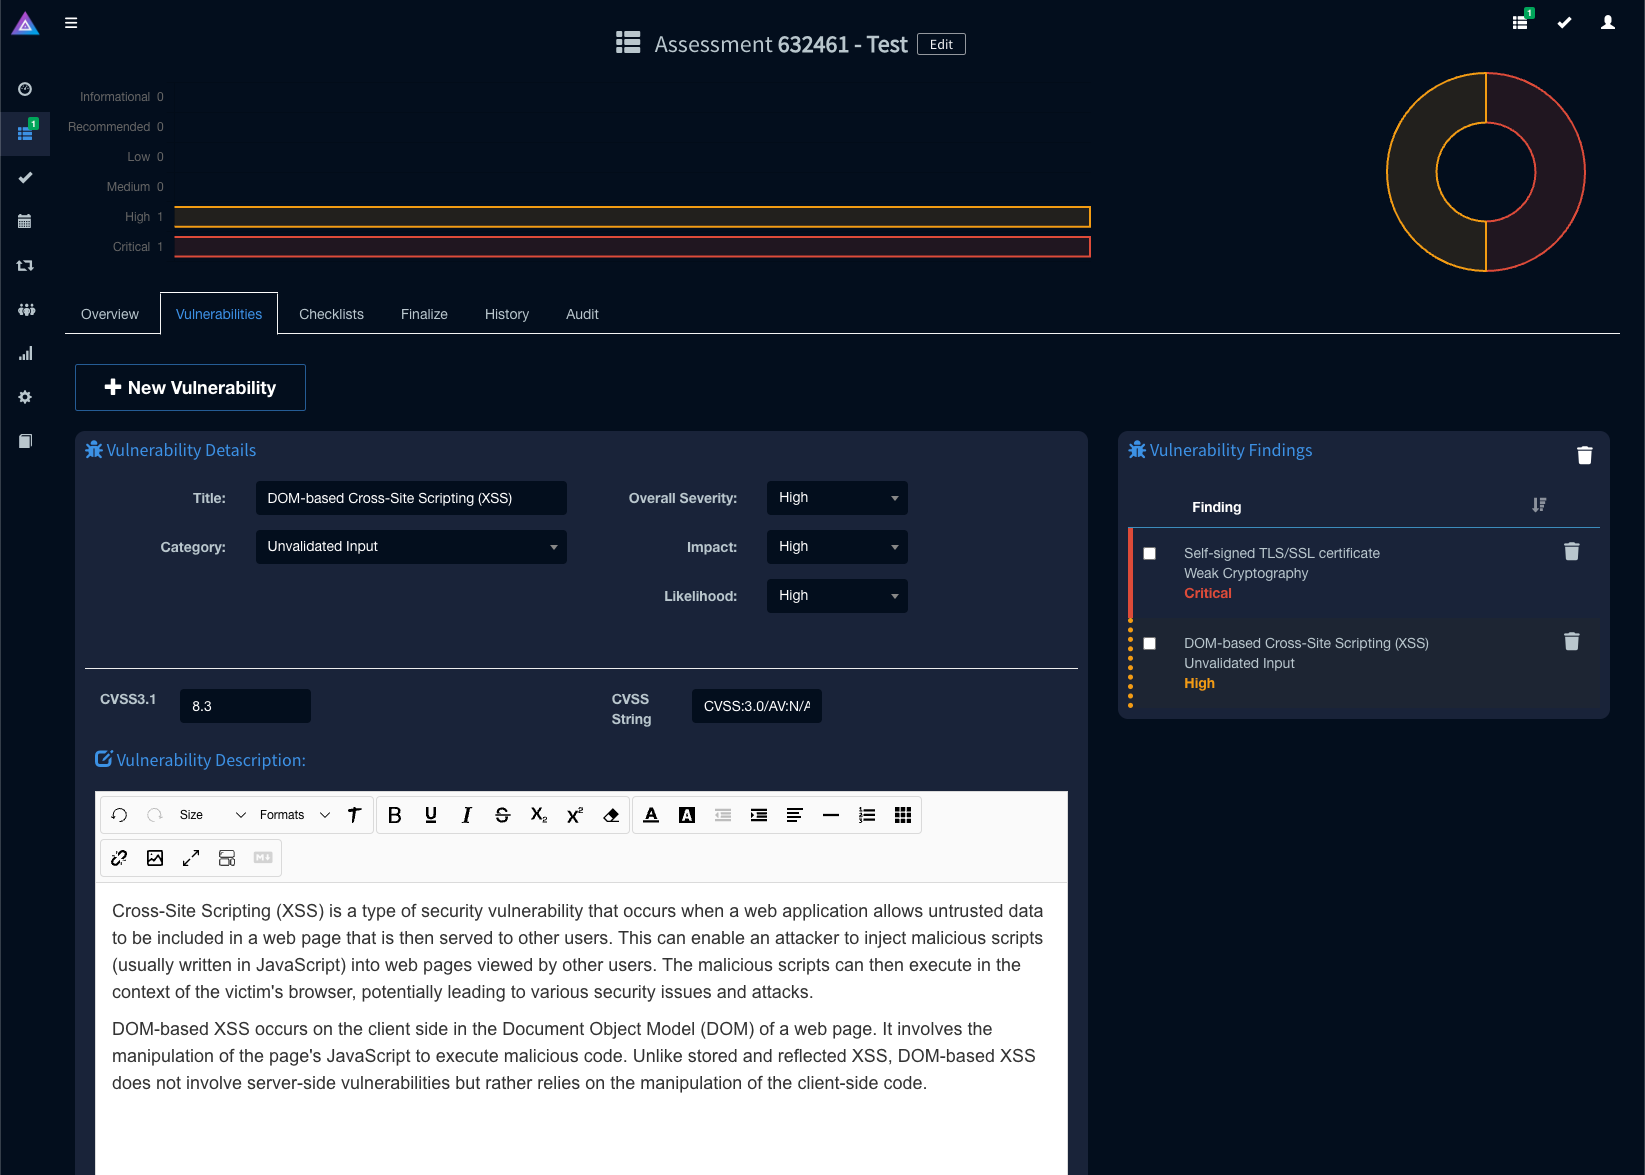 1
Assessment 632461 - Test Edit
1
Informational 0
Recommended 0
Low 0
Medium 0
High 1
Critical 1
Overview Vulnerabilities Checklists Finalize History Audit
New Vulnerability
Vulnerability Details
Title: DOM-based Cross-Site Scripting (XSS) Overall Severity: High
Category: Unvalidated Input Impact: High
Likelihood: High
CVSS3.1 8.3 CVSS String CVSS:3.0/AV:N/A
Vulnerability Description:
Size Formats B U I S X₂ X² A A
M
Cross-Site Scripting (XSS) is a type of security vulnerability that occurs when a web application allows untrusted data
to be included in a web page that is then served to other users. This can enable an attacker to inject malicious scripts
(usually written in JavaScript) into web pages viewed by other users. The malicious scripts can then execute in the
context of the victim's browser, potentially leading to various security issues and attacks.
DOM-based XSS occurs on the client side in the Document Object Model (DOM) of a web page. It involves the
manipulation of the page's JavaScript to execute malicious code. Unlike stored and reflected XSS, DOM-based XSS
does not involve server-side vulnerabilities but rather relies on the manipulation of the client-side code.
Vulnerability Findings
Finding
Self-signed TLS/SSL certificate
Weak Cryptography
Critical
DOM-based Cross-Site Scripting (XSS)
Unvalidated Input
High